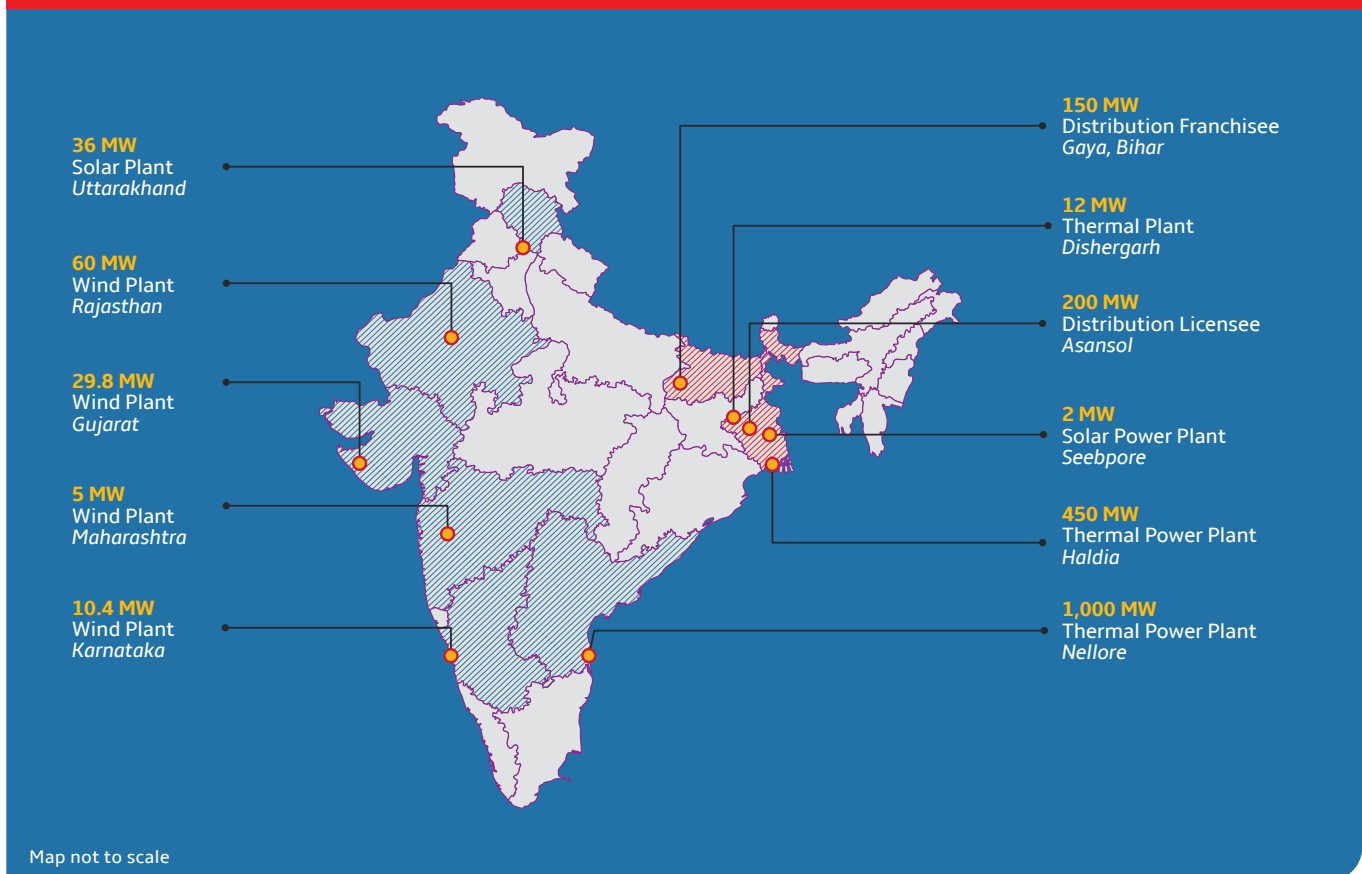 36 MW
Solar Plant
Uttarakhand
60 MW
Wind Plant
Rajasthan
29.8 MW
Wind Plant
Gujarat
5 MW
Wind Plant
Maharashtra
10.4 MW
Wind Plant
Karnataka
150 MW
Distribution Franchisee
Gaya, Bihar
12 MW
Thermal Plant
Dishergarh
200 MW
Distribution Licensee
Asansol
2 MW
Solar Power Plant
Seebpore
450 MW
Thermal Power Plant
Haldia
1,000 MW
Thermal Power Plant
Nellore
Map not to scale